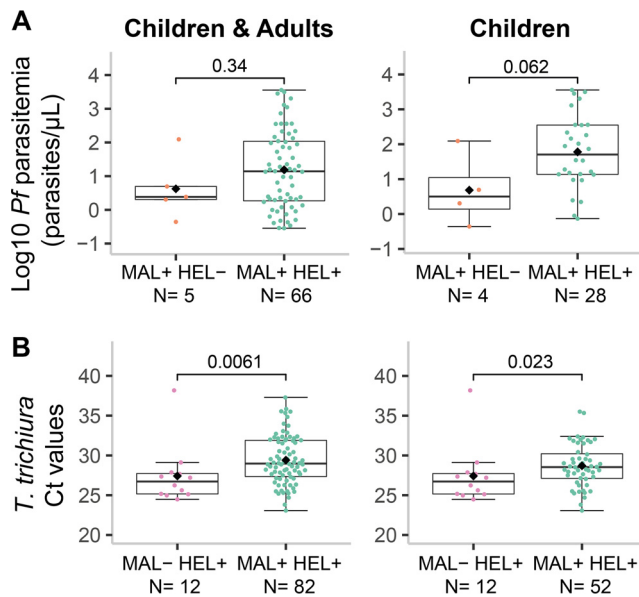 A
Children & Adults
Children
Log10 Pf parasitemia
(parasites/µL)
4
3
2
1
0
−1
0.34
MAL+ HEL−
N= 5
MAL+ HEL+
N= 66
4
3
2
1
0
−1
0.062
MAL+ HEL−
N= 4
MAL+ HEL+
N= 28
B
T. trichiura
Ct values
40
35
30
25
20
0.0061
MAL− HEL+
N= 12
MAL+ HEL+
N= 82
40
35
30
25
20
0.023
MAL− HEL+
N= 12
MAL+ HEL+
N= 52